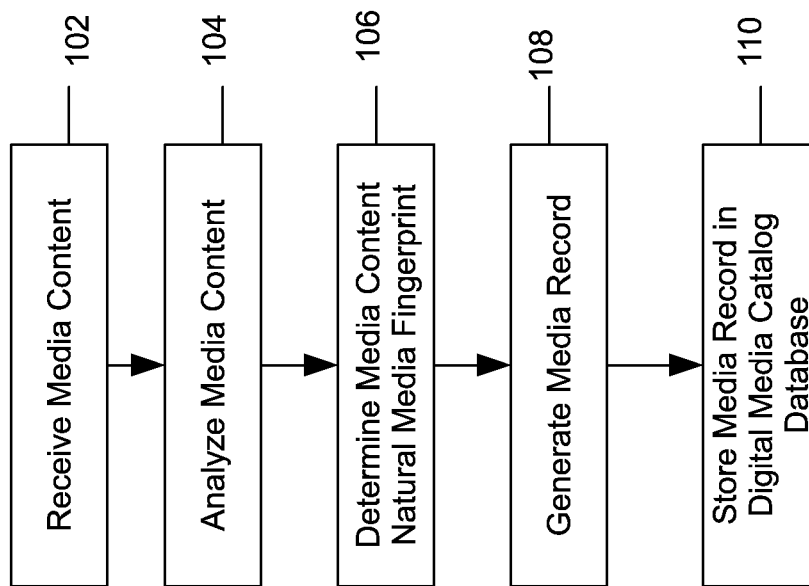 Receive Media Content
102
Analyze Media Content
104
Determine Media Content
Natural Media Fingerprint
106
Generate Media Record
108
Store Media Record in
Digital Media Catalog
Database
110